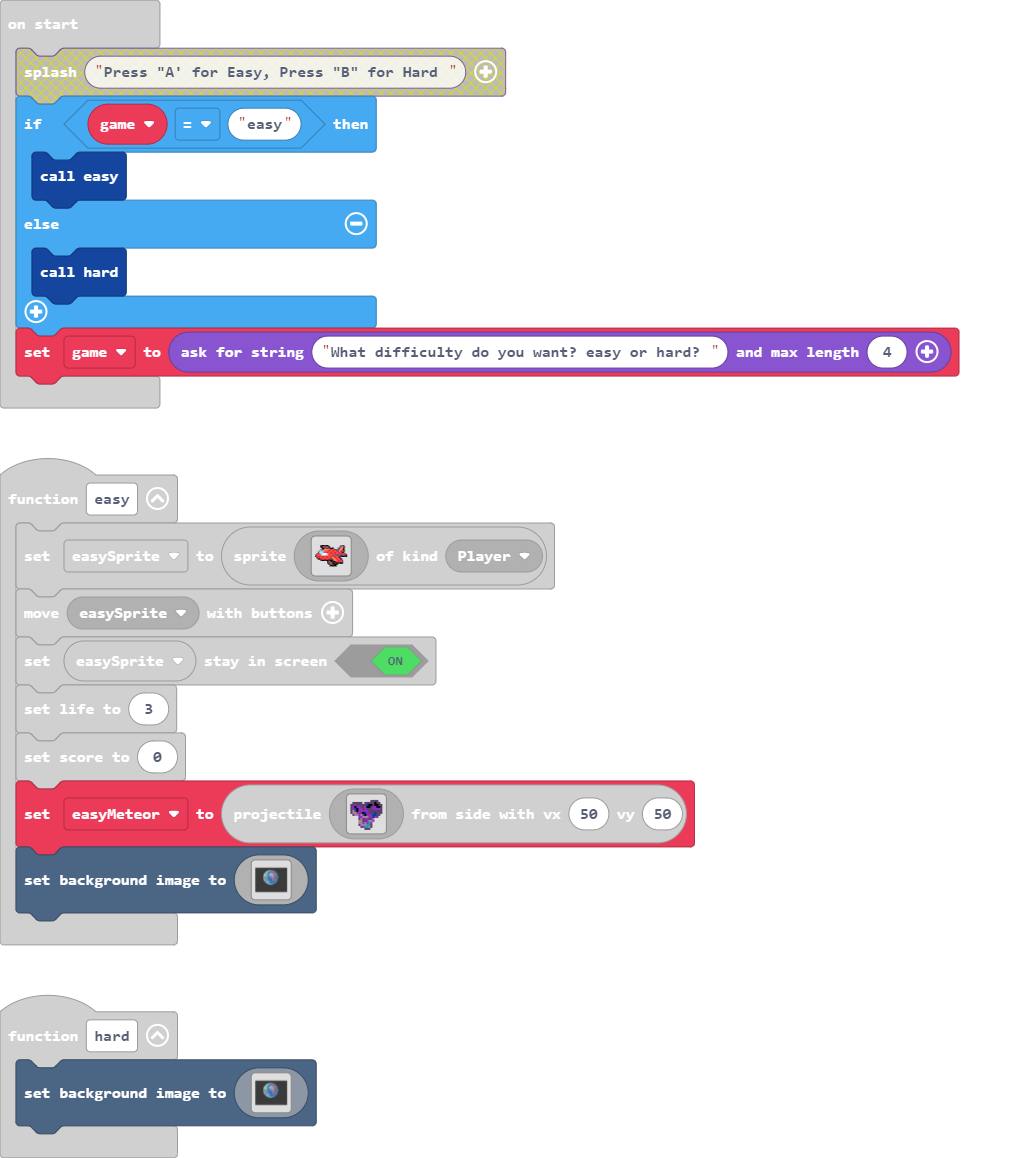 on start
splash "Press "A' for Easy, Press "B" for Hard "
if game = "easy" then
call easy
else
call hard
set game to ask for string "What difficulty do you want? easy or hard? " and max length 4
function easy
set easySprite to sprite of kind Player
move easySprite with buttons
set easySprite stay in screen ON
set life to 3
set score to 0
set easyMeteor to projectile from side with vx 50 vy 50
set background image to
function hard
set background image to